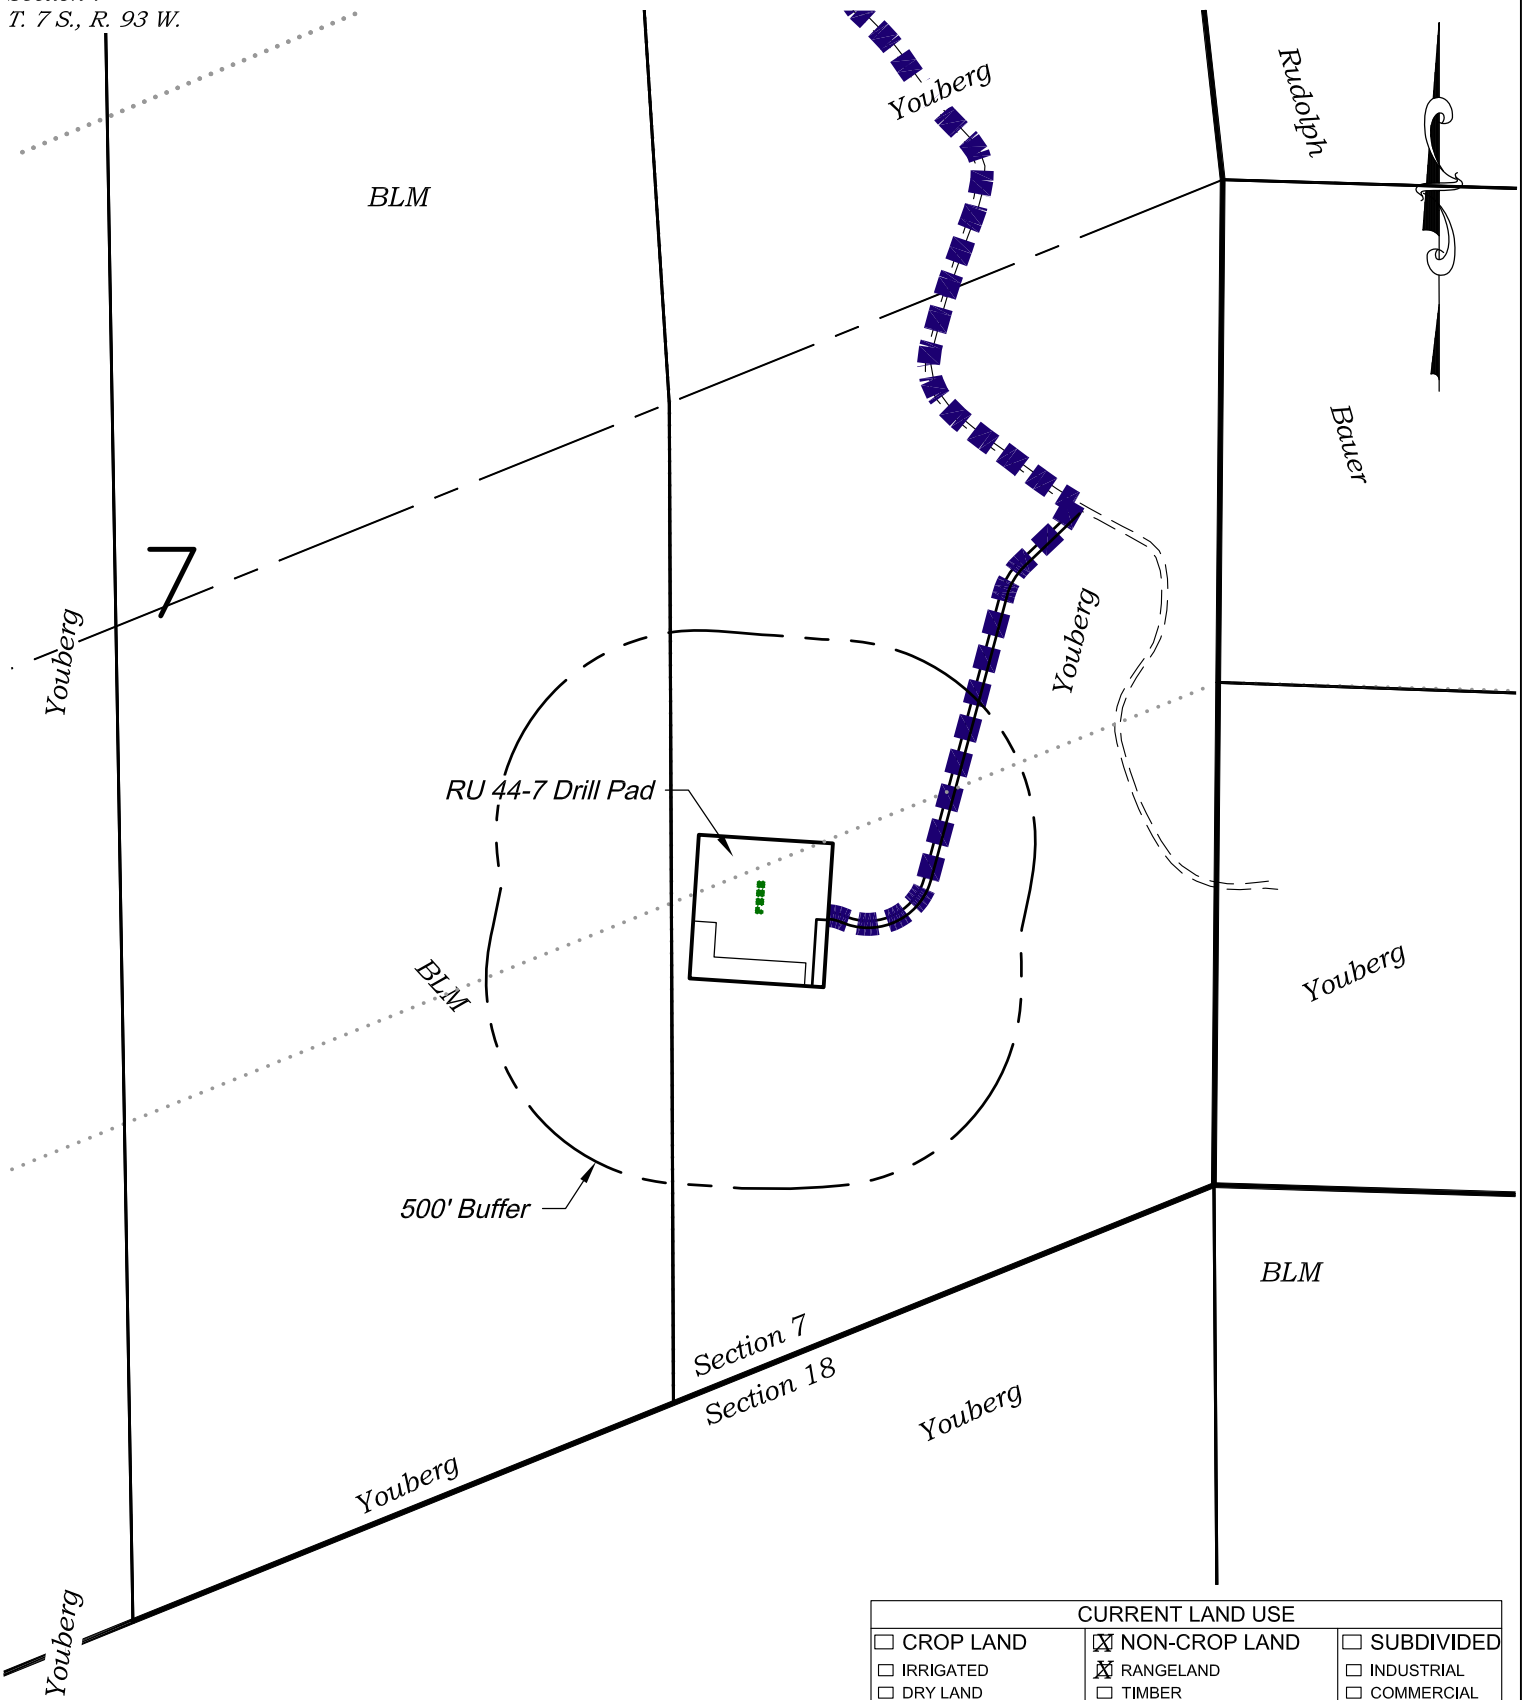 T. 7 S., R. 93 W.
Youberg
Rudolph
BLM
Bauer
7
Youberg
Youberg
RU 44-7 Drill Pad
BLM
Youberg
500' Buffer
BLM
Section 7
Section 18
Youberg
Youberg
Youberg
CURRENT LAND USE
CROP LAND X NON-CROP LAND SUBDIVIDED
IRRIGATED X RANGELAND INDUSTRIAL
DRY LAND TIMBER COMMERCIAL